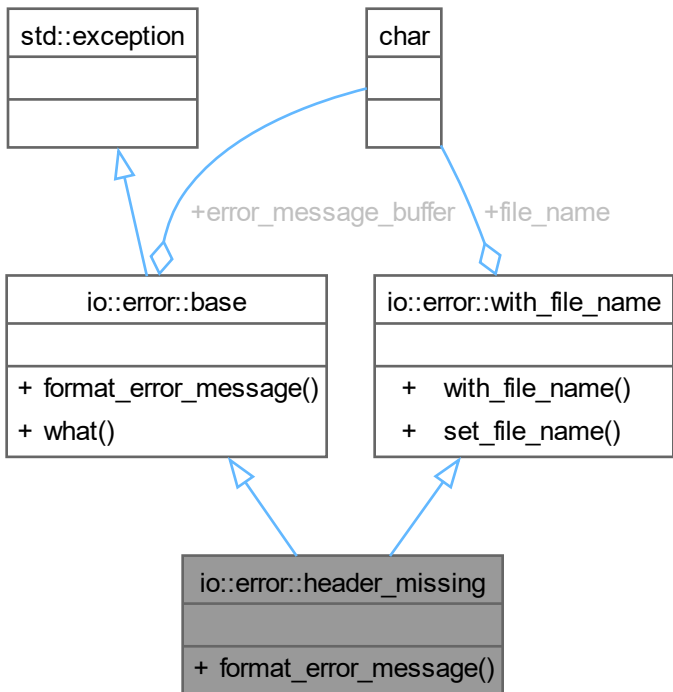 std::exception
char
+error_message_buffer
+file_name
io::error::base
+ format_error_message()
+ what()
io::error::with_file_name
+ with_file_name()
+ set_file_name()
io::error::header_missing
+ format_error_message()